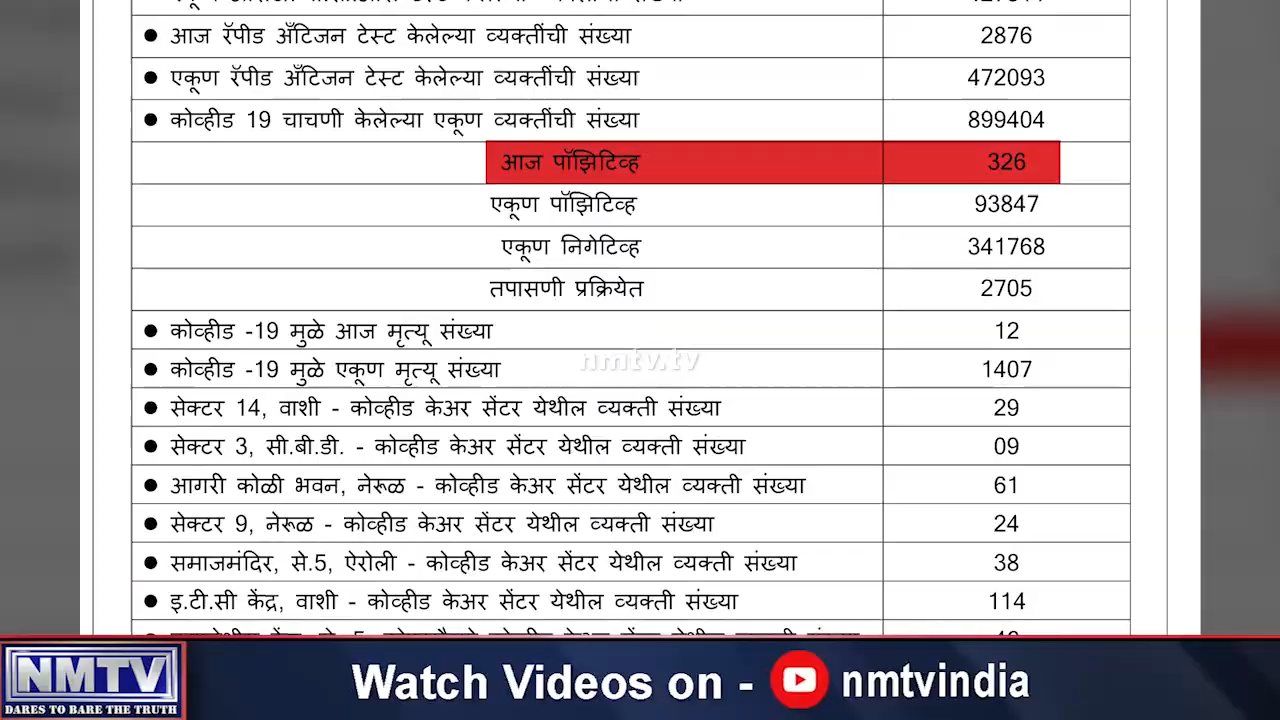 ● आज रॅपीड अँटिजन टेस्ट केलेल्या व्यक्तींची संख्या 2876
● एकूण रॅपीड अँटिजन टेस्ट केलेल्या व्यक्तींची संख्या 472093
● कोव्हीड 19 चाचणी केलेल्या एकूण व्यक्तींची संख्या 899404
आज पॉझिटिव्ह 326
एकूण पॉझिटिव्ह 93847
एकूण निगेटिव्ह 341768
तपासणी प्रक्रियेत 2705
● कोव्हीड -19 मुळे आज मृत्यू संख्या 12
nmtv.tv
● कोव्हीड -19 मुळे एकूण मृत्यू संख्या 1407
● सेक्टर 14, वाशी - कोव्हीड केअर सेंटर येथील व्यक्ती संख्या 29
● सेक्टर 3, सी.बी.डी. - कोव्हीड केअर सेंटर येथील व्यक्ती संख्या 09
● आगरी कोळी भवन, नेरूळ - कोव्हीड केअर सेंटर येथील व्यक्ती संख्या 61
● सेक्टर 9, नेरूळ - कोव्हीड केअर सेंटर येथील व्यक्ती संख्या 24
● समाजमंदिर, से.5, ऐरोली - कोव्हीड केअर सेंटर येथील व्यक्ती संख्या 38
● इ.टी.सी केंद्र, वाशी - कोव्हीड केअर सेंटर येथील व्यक्ती संख्या 114
NMTV
DARES TO BARE THE TRUTH
Watch Videos on - nmtvindia